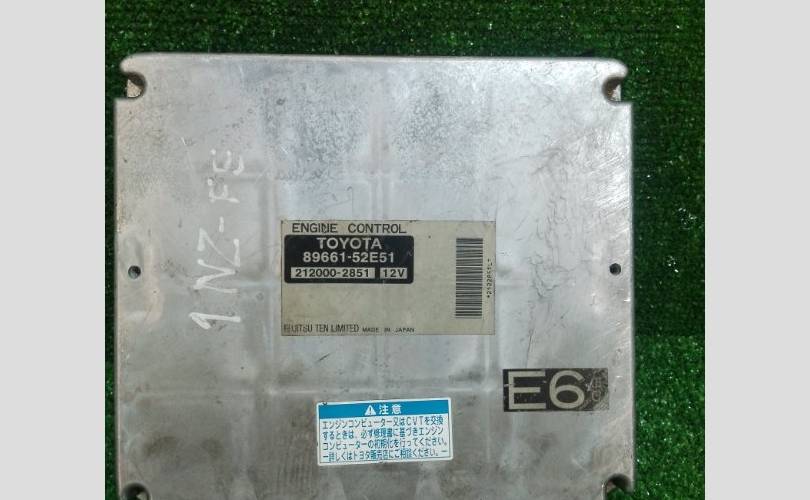 1NZ-FE
ENGINE CONTROL
TOYOTA
89661-52E51
212000-2851 12V
FUJITSU TEN LIMITED MADE IN JAPAN
E6
⚠注意
エンジンコンピューター又はCVTを交換
するときは、必ず修理書に基づきエンジン
コンピューターの初期化を行ってください。
ー詳しくはトヨタ販売店にご相談ください。ー